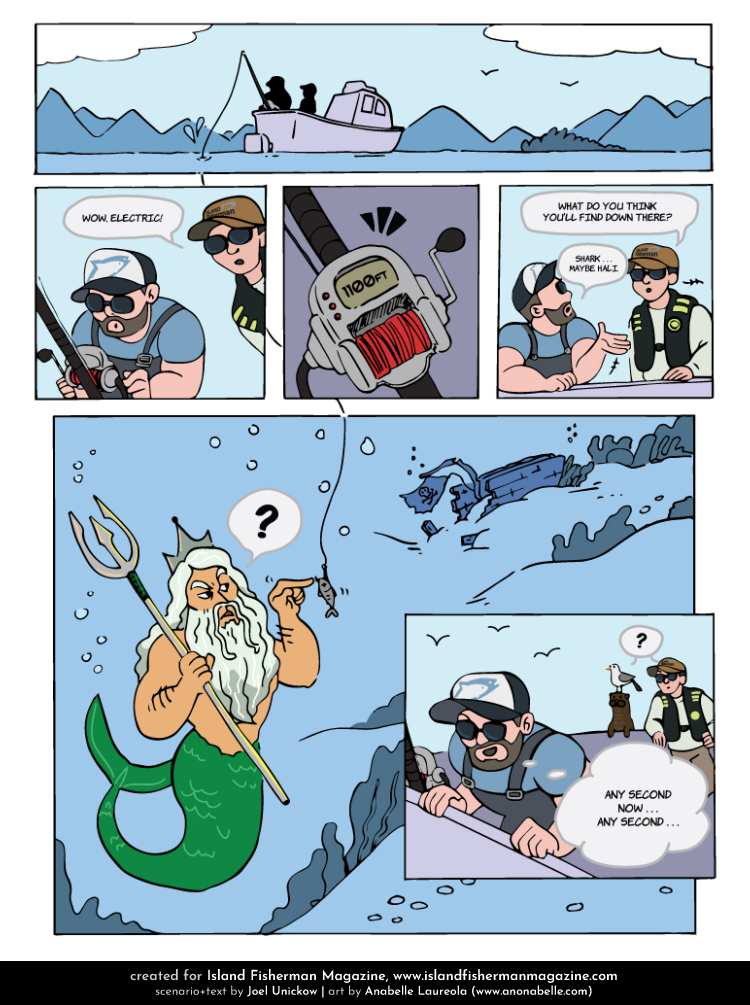 WOW, ELECTRIC!
ISLAND
fisherman
1100FT
WHAT DO YOU THINK
YOU'LL FIND DOWN THERE?
SHARK ...
MAYBE HALI.
?
?
ANY SECOND
NOW ...
ANY SECOND ...
created for Island Fisherman Magazine, www.islandfishermanmagazine.com
scenario+text by Joel Unickow | art by Anabelle Laureola (www.anonabelle.com)